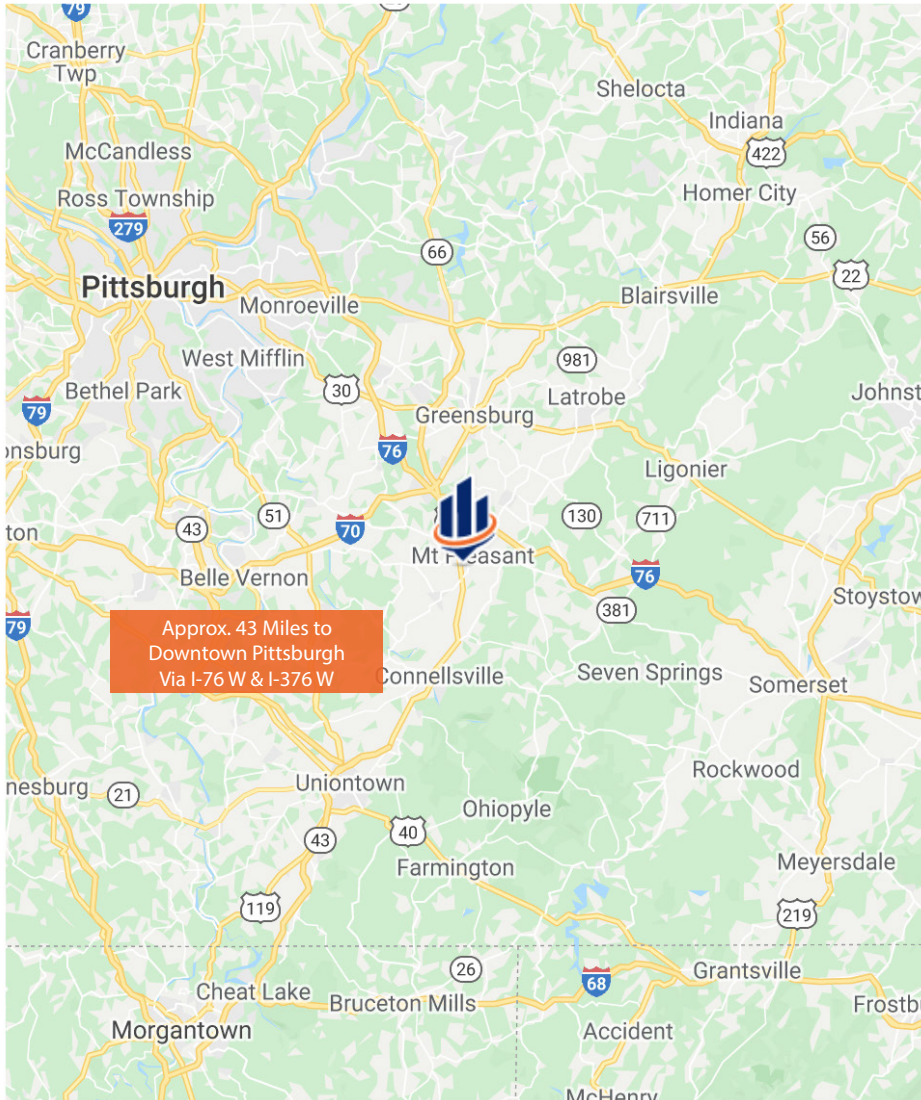 79
Cranberry
Twp
Shelocta
Indiana
422
McCandless
Homer City
Ross Township
279
66
56
22
Pittsburgh
Monroeville
Blairsville
West Mifflin
981
30
Bethel Park
Latrobe
Johnst
79
Greensburg
76
onsburg
Ligonier
43
51
70
130
711
ton
Mt Pleasant
Belle Vernon
76
381
Stoystow
79
Approx. 43 Miles to
Downtown Pittsburgh
Via I-76 W & I-376 W
Connellsville
Seven Springs
Somerset
Rockwood
nesburg
21
Uniontown
Ohiopyle
43
40
Farmington
Meyersdale
119
219
26
68
Grantsville
Cheat Lake
Bruceton Mills
Frostb
Morgantown
Accident
McHenry